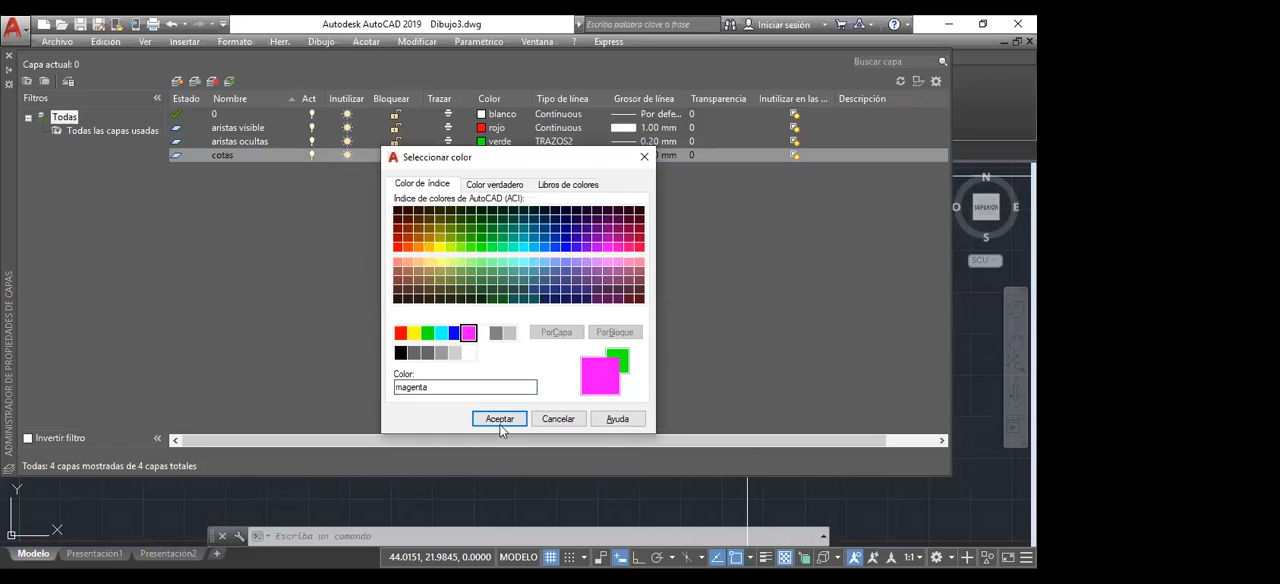 Autodesk AutoCAD 2019 Dibujo3.dwg
Escriba palabra clave o frase
Iniciar sesión
Archivo Edición Ver Insertar Formato Herr. Dibujo Acotar Modificar Paramétrico Ventana ? Express
Capa actual: 0
Buscar capa
Filtros
Estado Nombre Act Inutilizar Bloquear Trazar Color Tipo de línea Grosor de línea Transparencia Inutilizar en las ... Descripción
Todas
0 blanco Continuous Por defe... 0
Todas las capas usadas
aristas visible rojo Continuous 1.00 mm 0
aristas ocultas verde TRAZOS2 0.20 mm 0
cotas 0 mm 0
Seleccionar color
Color de índice Color verdadero Libros de colores
Índice de colores de AutoCAD (ACI):
PorCapa PorBloque
Color:
magenta
Aceptar Cancelar Ayuda
N
O SUPERIOR E
S
SCU
ADMINISTRADOR DE PROPIEDADES DE CAPAS
Invertir filtro
Todas: 4 capas mostradas de 4 capas totales
Y
X
Escriba un comando
Modelo Presentación1 Presentación2 +
44.0151, 21.9845, 0.0000 MODELO 1:1